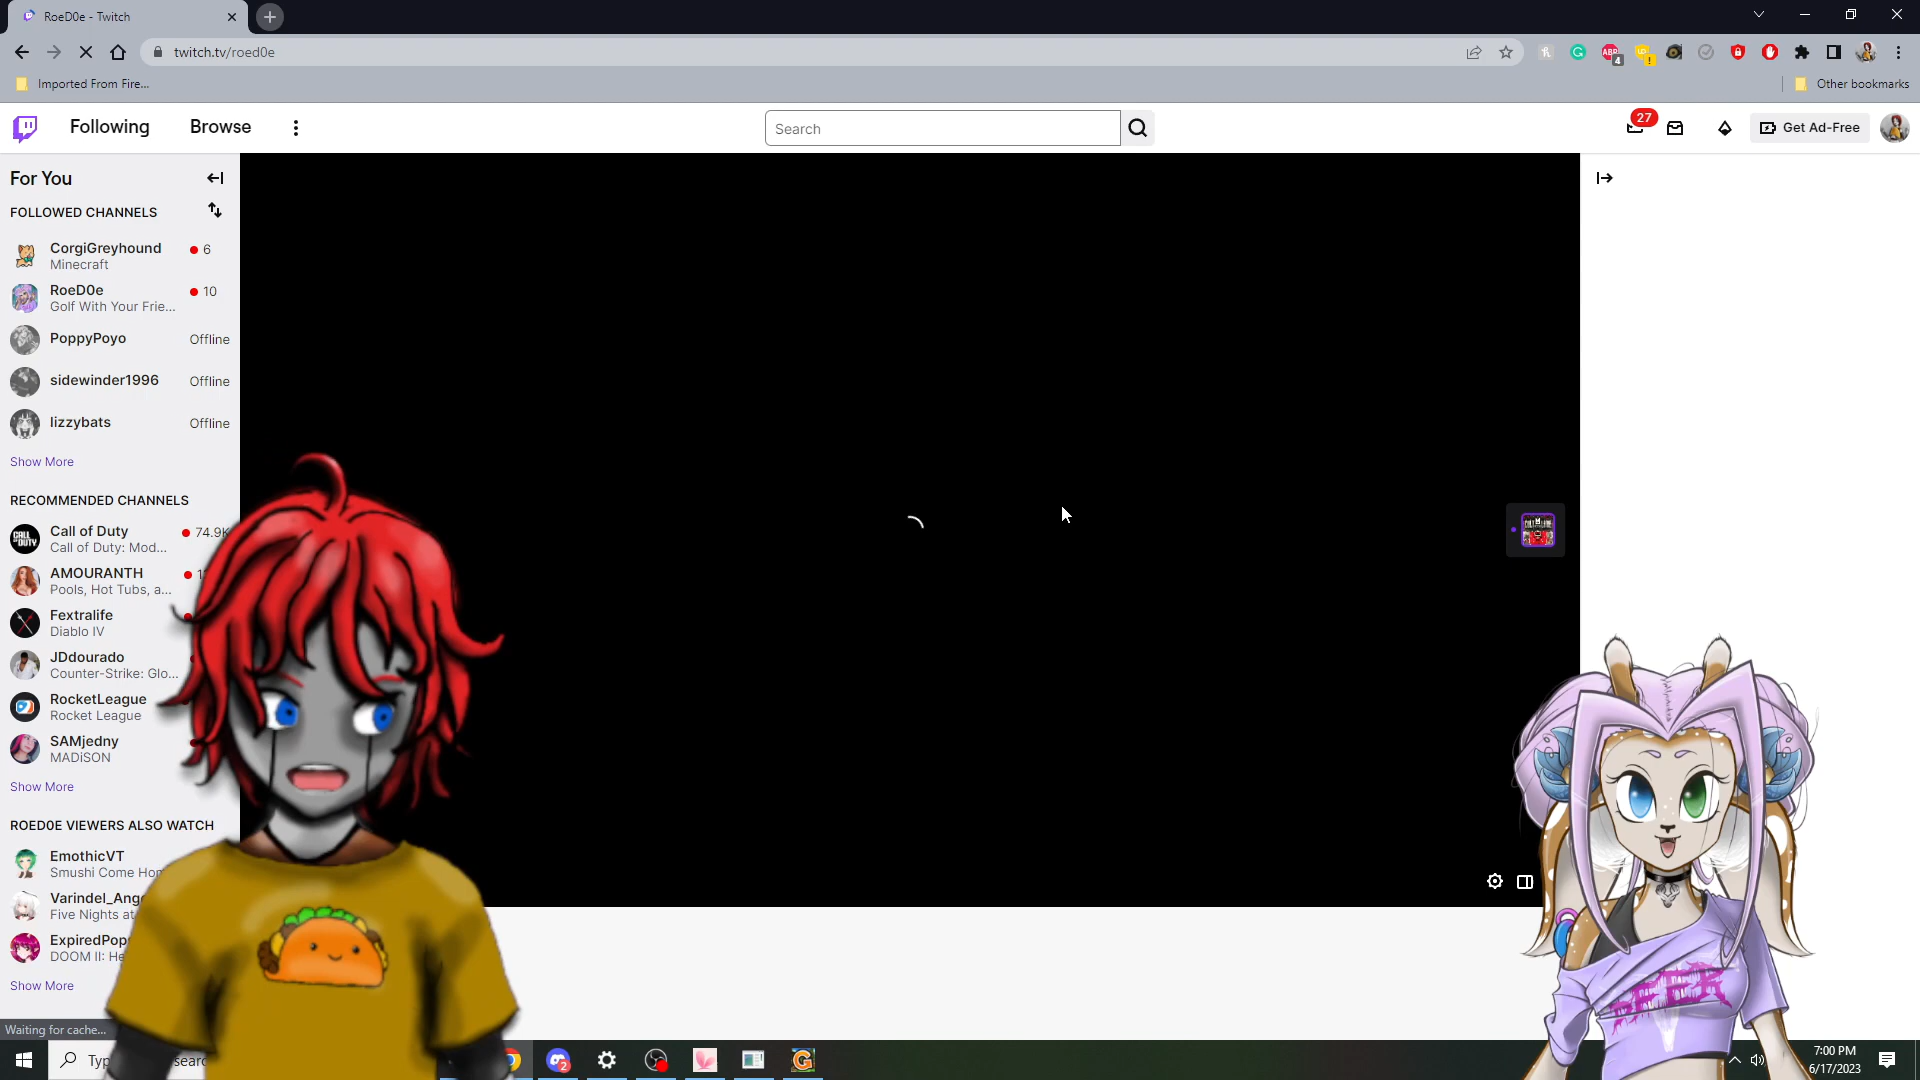 RoeD0e - Twitch
twitch.tv/roed0e
Imported From Fire...
Other bookmarks
Following
Browse
Search
27
Get Ad-Free
For You
FOLLOWED CHANNELS
CorgiGreyhound
6
Minecraft
RoeD0e
10
Golf With Your Frie...
PoppyPoyo
Offline
sidewinder1996
Offline
lizzybats
Offline
Show More
RECOMMENDED CHANNELS
Call of Duty
74.9K
Call of Duty: Mod...
AMOURANTH
Pools, Hot Tubs, a...
Fextralife
Diablo IV
JDdourado
Counter-Strike: Glo...
RocketLeague
Rocket League
SAMjedny
MADiSON
Show More
ROED0E VIEWERS ALSO WATCH
EmothicVT
Smushi Come Hom
Varindel_Ange
Five Nights at
ExpiredPop
DOOM II: He
Show More
Waiting for cache...
DEER
7:00 PM
6/17/2023